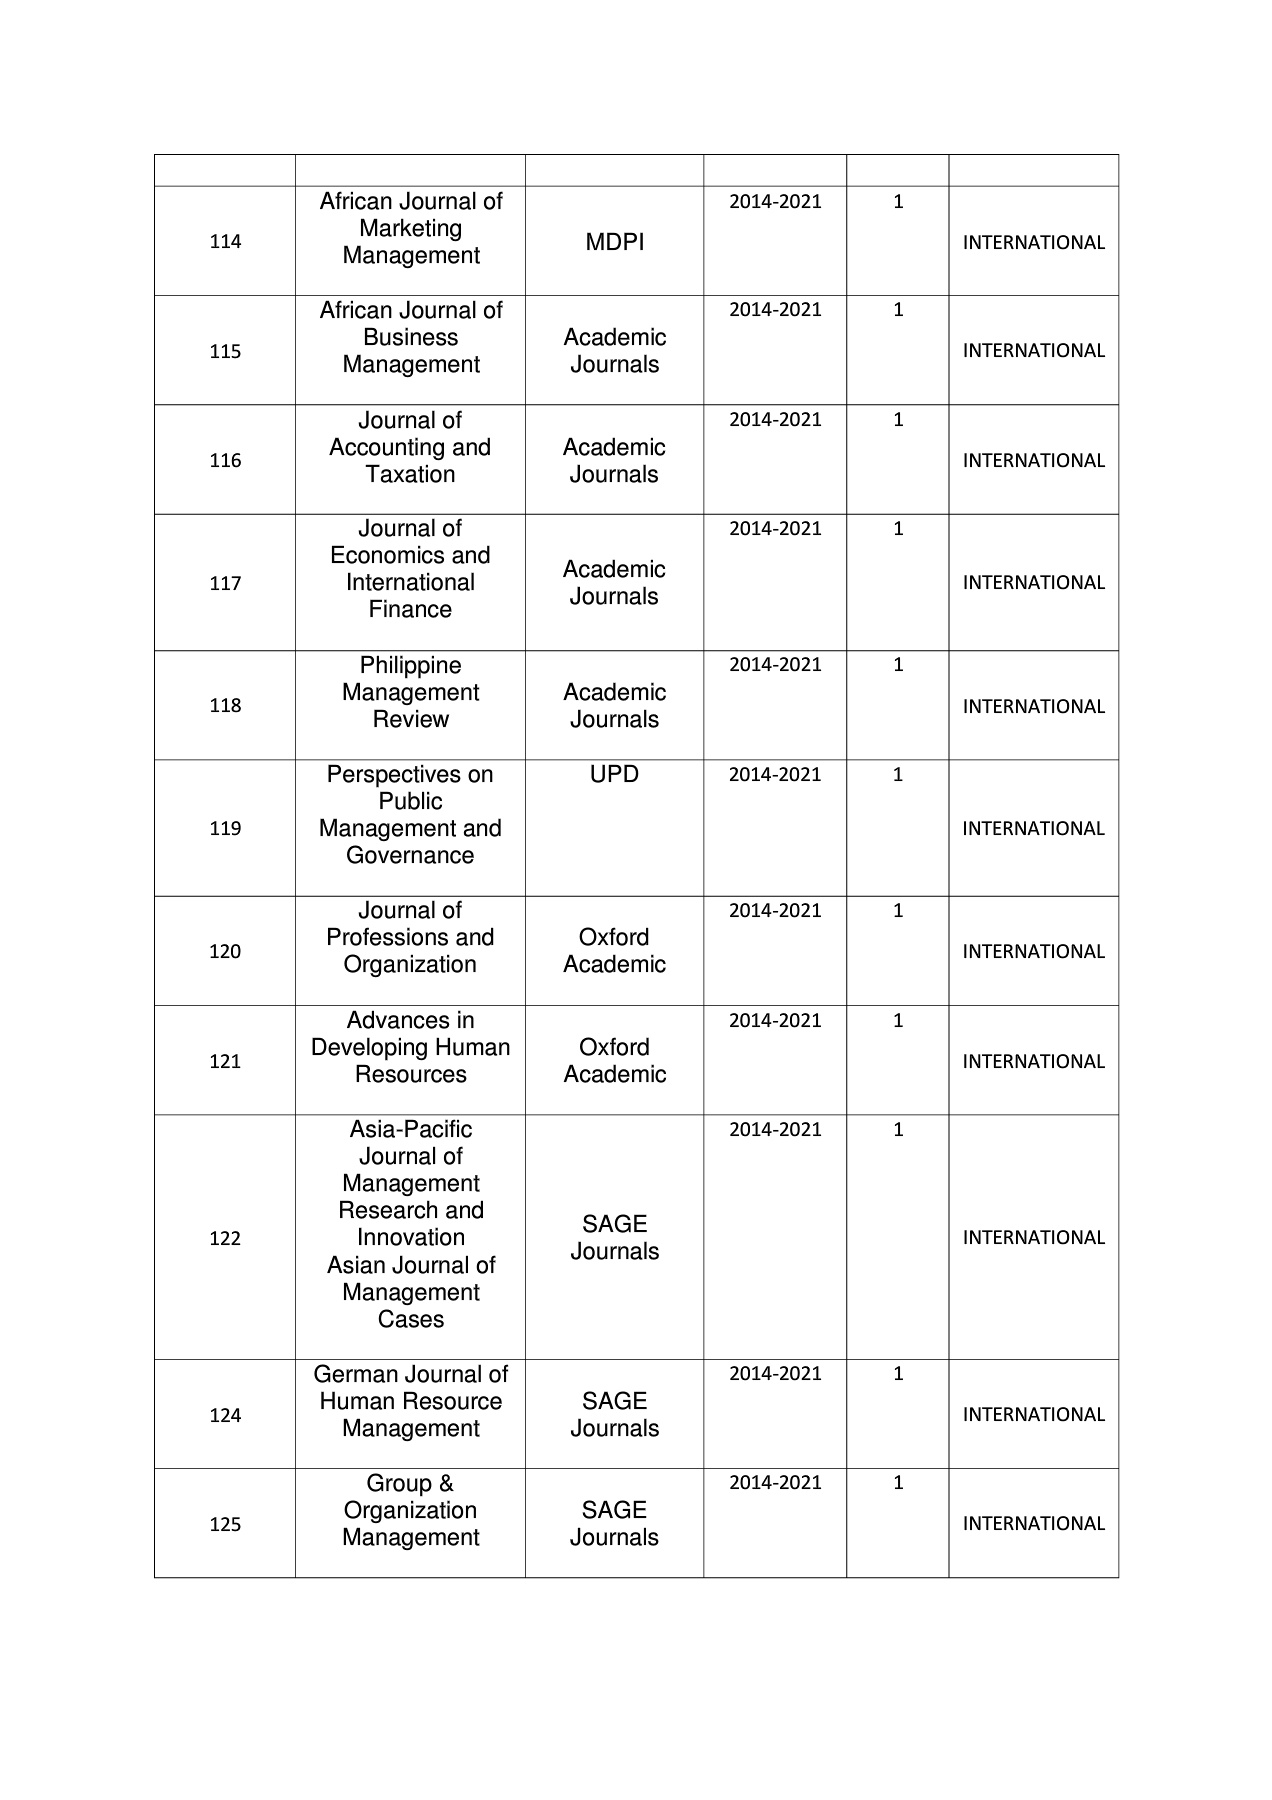 African Journal of
2014-2021
1
Marketing
114
MDPI
INTERNATIONAL
Management
African Journal of
2014-2021
1
Business
115
Academic
Journals
INTERNATIONAL
Management
Journal of
2014-2021
1
Accounting and
116
Academic
Journals
INTERNATIONAL
Taxation
Journal of
2014-2021
1
Economics and
117
International
Academic
Journals
INTERNATIONAL
Finance
Philippine
2014-2021
1
Management
118
Academic
Journals
INTERNATIONAL
Review
Perspectives on
UPD
2014-2021
1
Public
119
Management and
INTERNATIONAL
Governance
Journal of
2014-2021
1
Professions and
120
Oxford
Academic
INTERNATIONAL
Organization
Advances in
2014-2021
1
Developing Human
121
Oxford
Academic
INTERNATIONAL
Resources
Asia-Pacific
2014-2021
1
Journal of
Management
Research and
122
Innovation
SAGE
Journals
INTERNATIONAL
Asian Journal of
Management
Cases
German Journal of
2014-2021
1
Human Resource
124
SAGE
Journals
INTERNATIONAL
Management
Group &
2014-2021
1
Organization
125
SAGE
Journals
INTERNATIONAL
Management